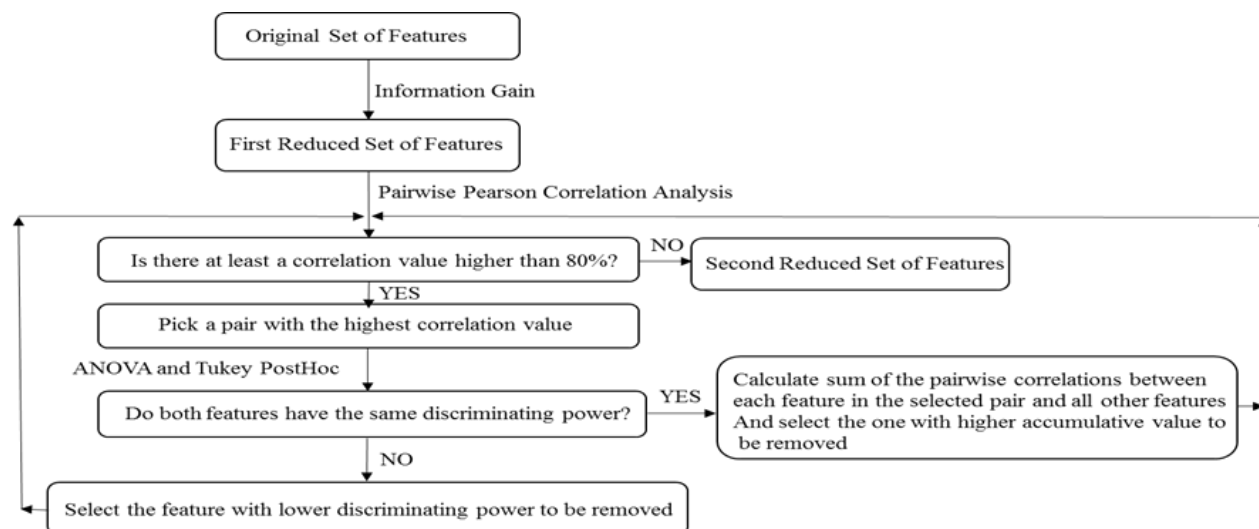 Original Set of Features
Information Gain
First Reduced Set of Features
Pairwise Pearson Correlation Analysis
Is there at least a correlation value higher than 80%?
NO
Second Reduced Set of Features
YES
Pick a pair with the highest correlation value
ANOVA and Tukey PostHoc
Do both features have the same discriminating power?
YES
Calculate sum of the pairwise correlations between
each feature in the selected pair and all other features
And select the one with higher accumulative value to
be removed
NO
Select the feature with lower discriminating power to be removed